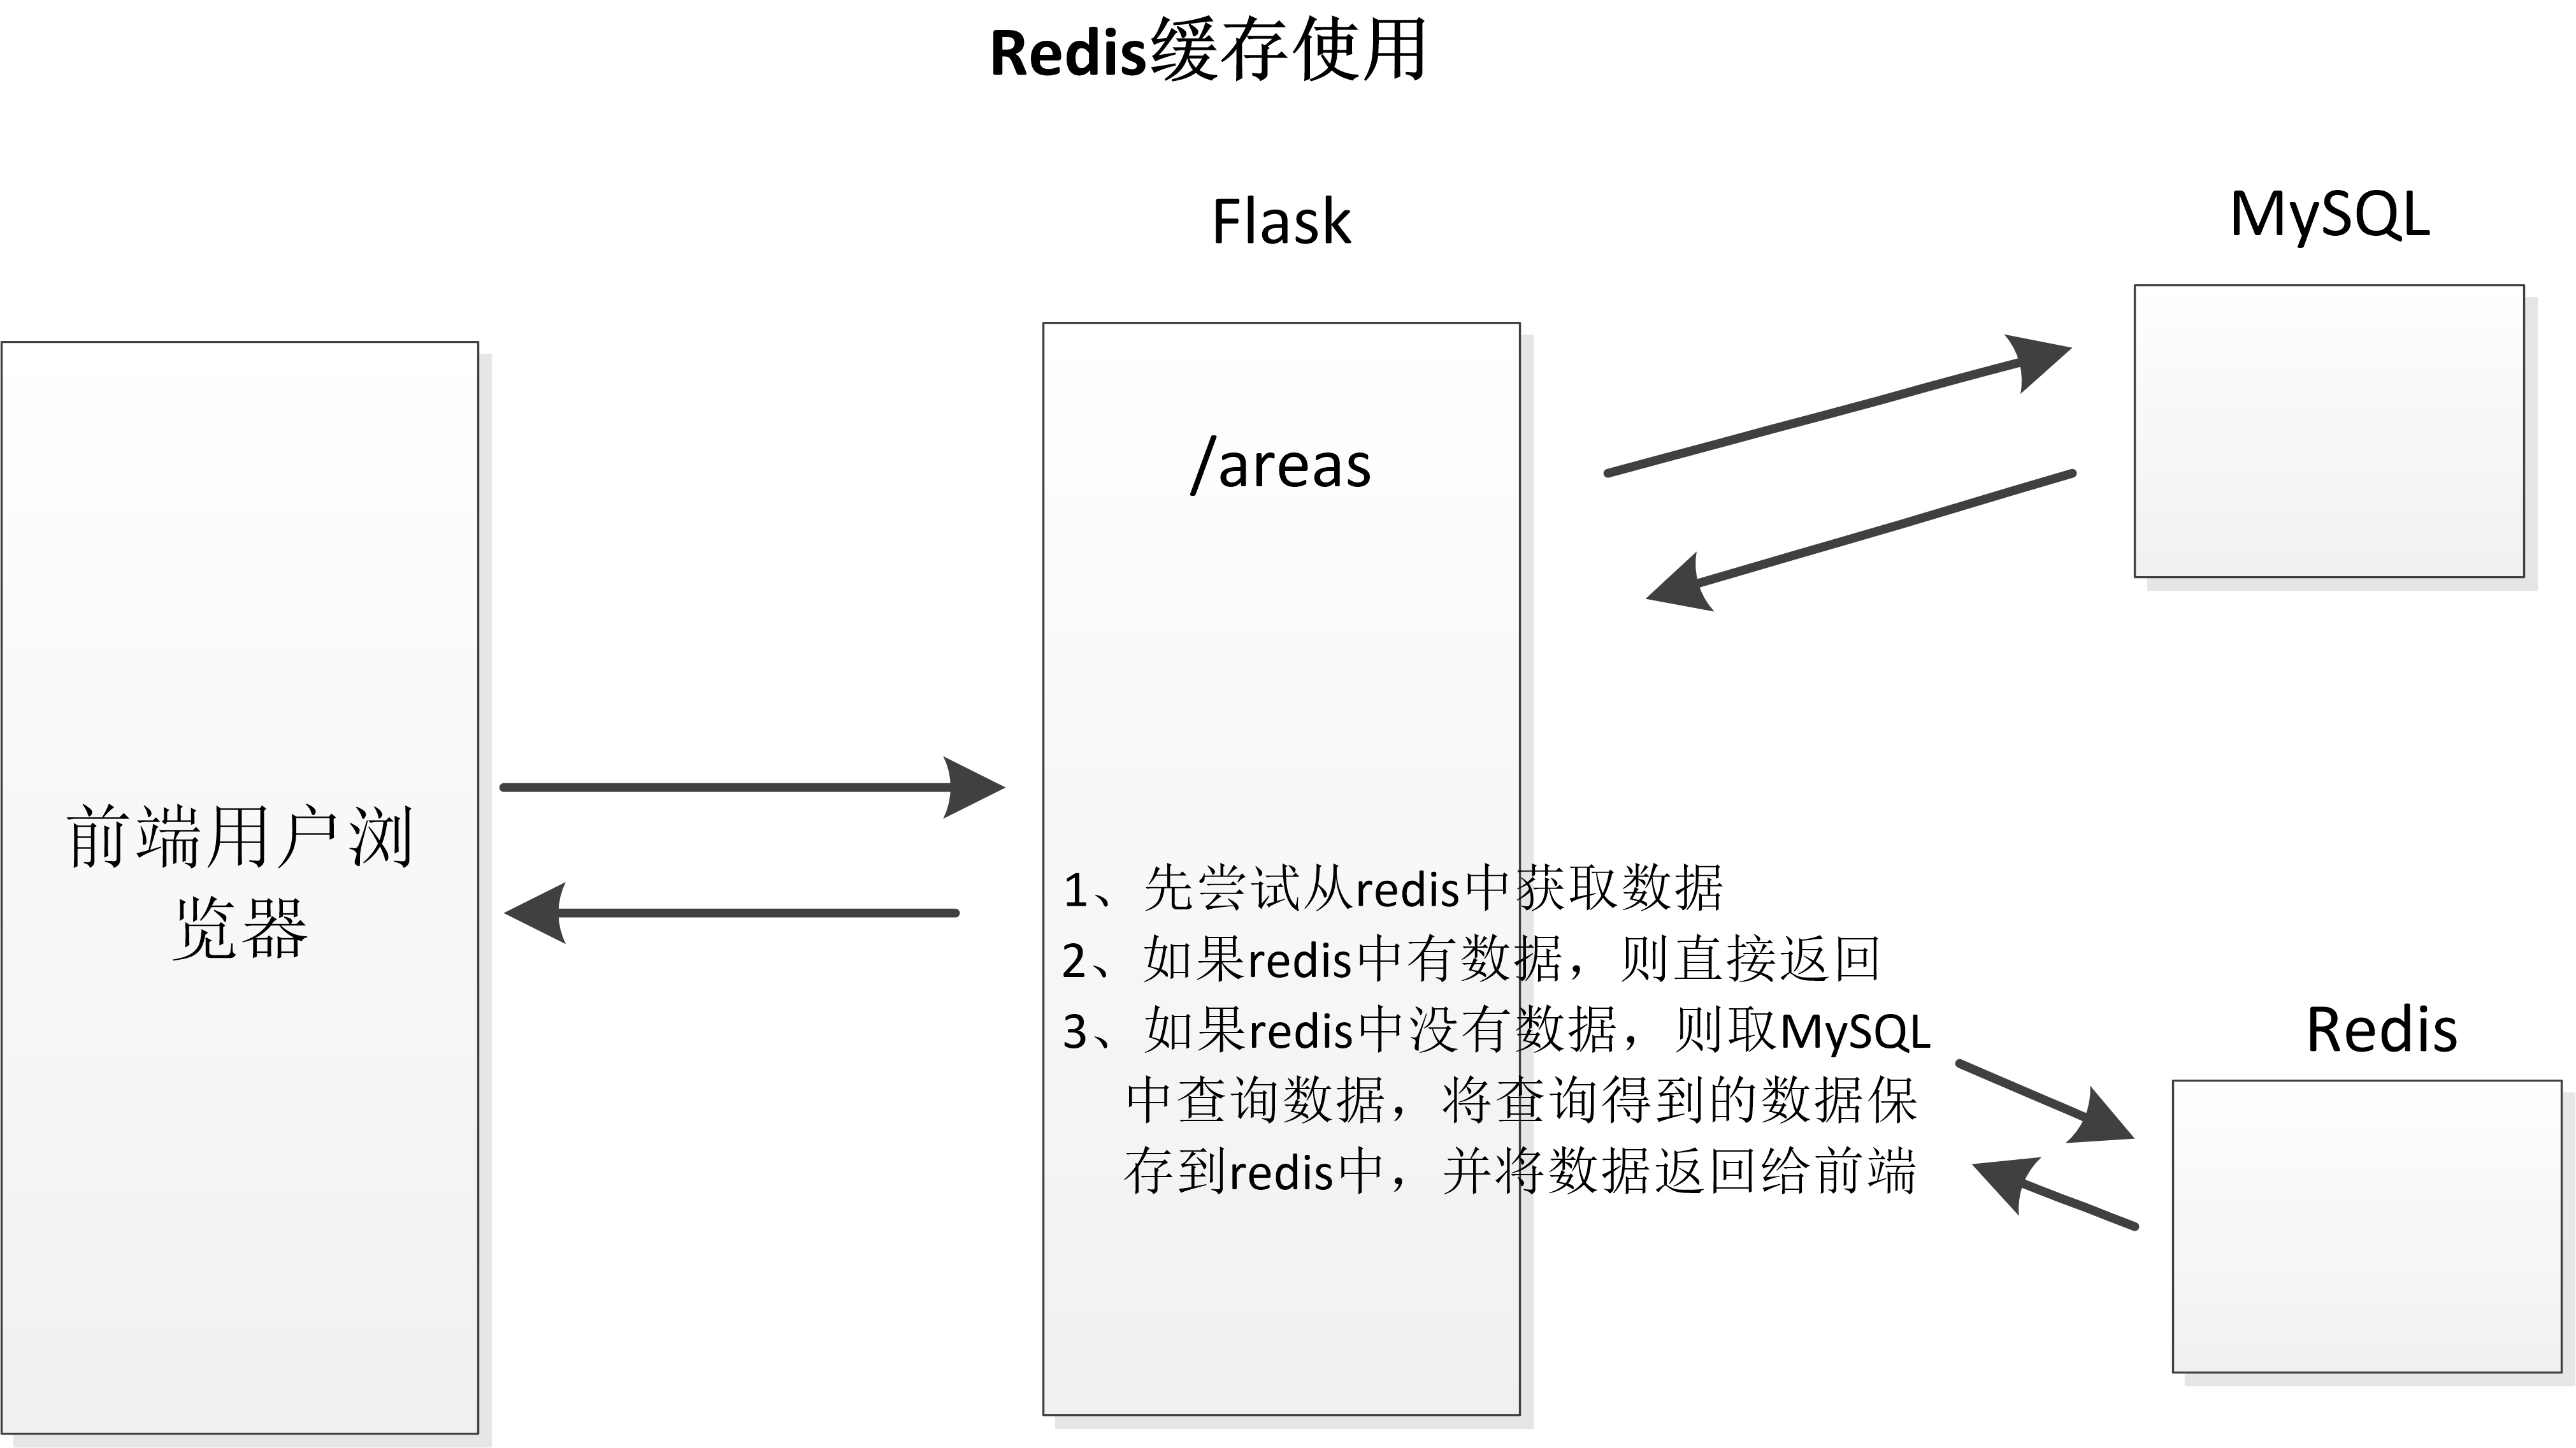 Redis缓存使用
Flask
MySQL
/areas
前端用户浏
览器
1、先尝试从redis中获取数据
2、如果redis中有数据，则直接返回
3、如果redis中没有数据，则取MySQL
中查询数据，将查询得到的数据保
存到redis中，并将数据返回给前端
Redis